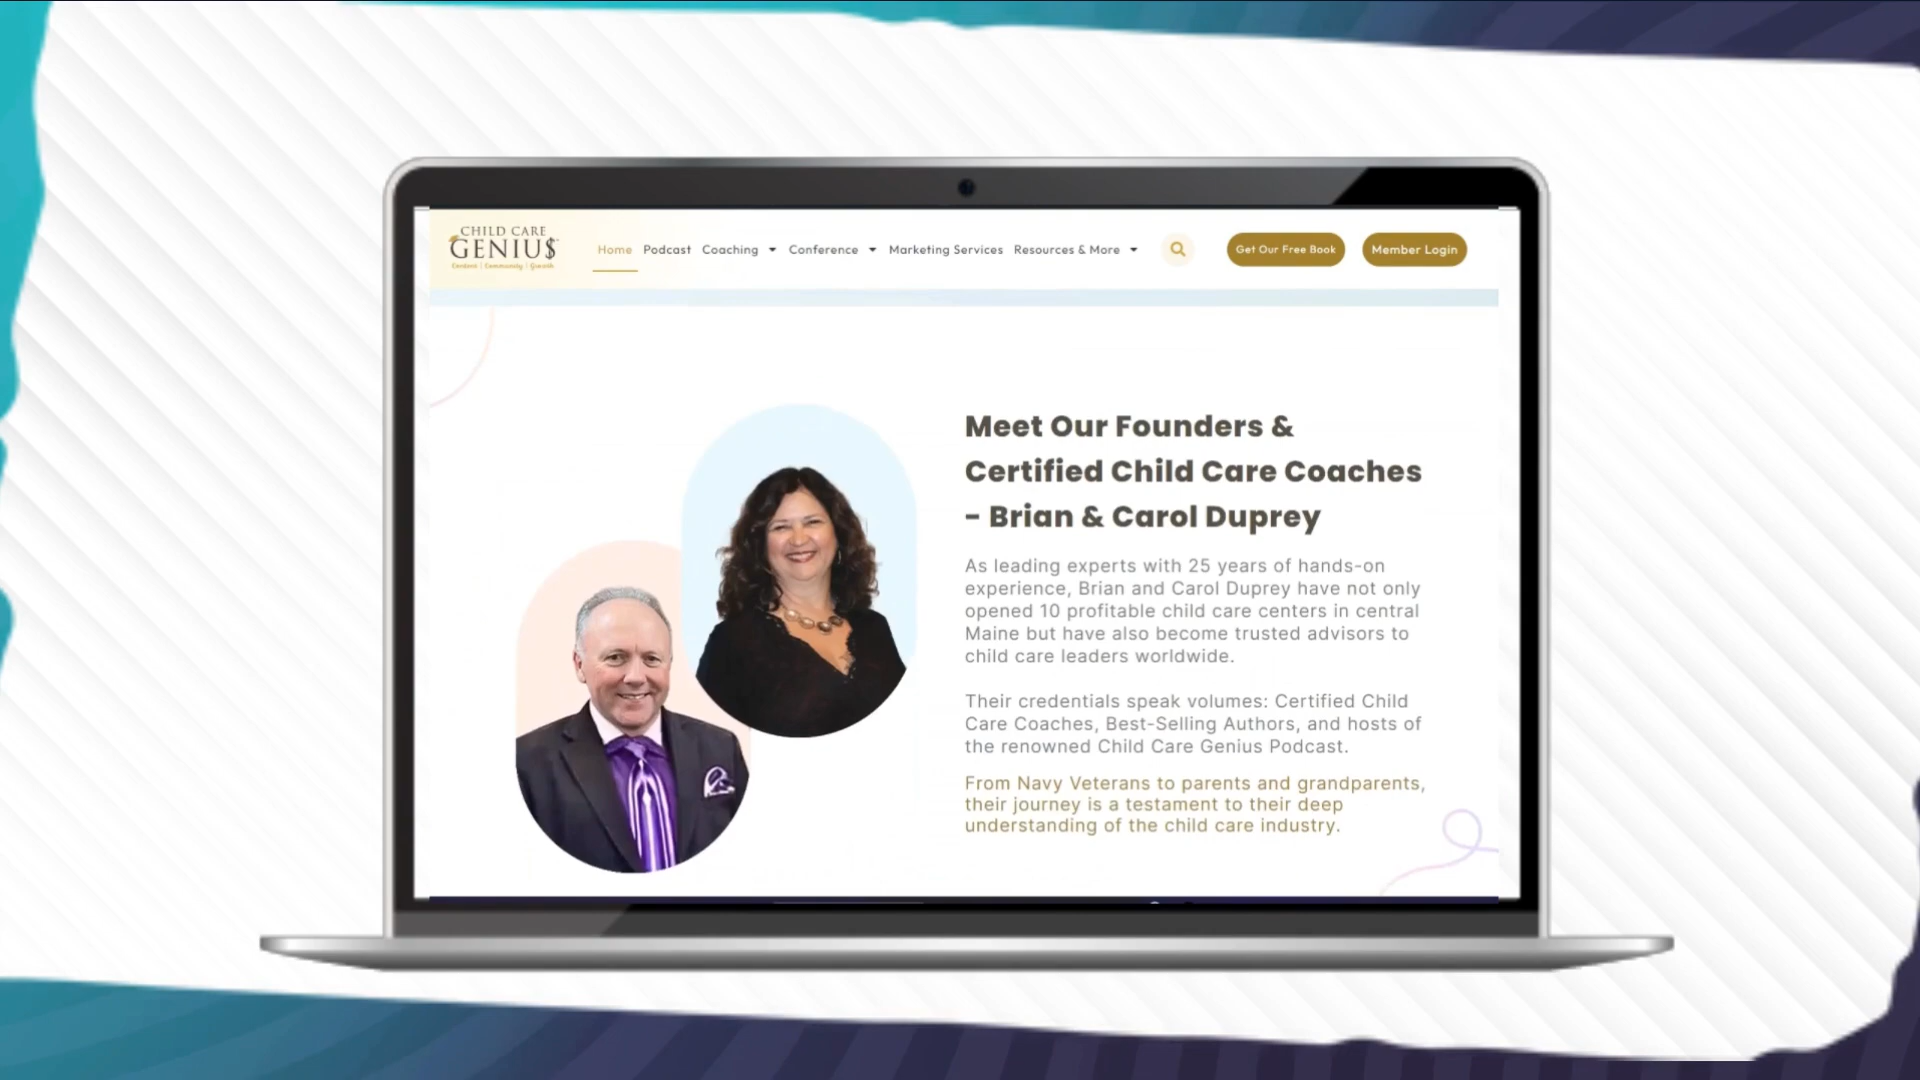 CHILD CARE
GENIU$
Centers | Community | Growth
Home Podcast Coaching Conference Marketing Services Resources & More Get Our Free Book Member Login
Meet Our Founders &
Certified Child Care Coaches
- Brian & Carol Duprey
As leading experts with 25 years of hands-on
experience, Brian and Carol Duprey have not only
opened 10 profitable child care centers in central
Maine but have also become trusted advisors to
child care leaders worldwide.
Their credentials speak volumes: Certified Child
Care Coaches, Best-Selling Authors, and hosts of
the renowned Child Care Genius Podcast.
From Navy Veterans to parents and grandparents,
their journey is a testament to their deep
understanding of the child care industry.